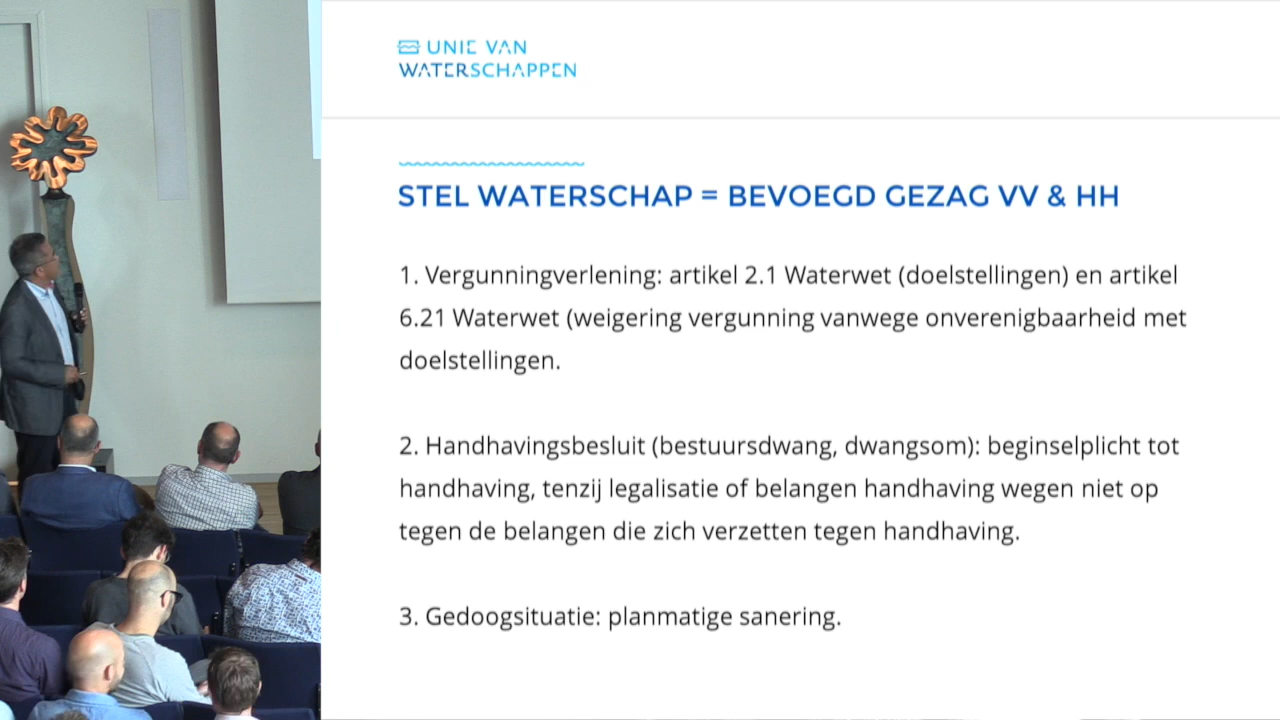 UNIE VAN
WATERSCHAPPEN
STEL WATERSCHAP = BEVOEGD GEZAG VV & HH
1. Vergunningverlening: artikel 2.1 Waterwet (doelstellingen) en artikel
6.21 Waterwet (weigering vergunning vanwege onverenigbaarheid met
doelstellingen.
2. Handhavingsbesluit (bestuursdwang, dwangsom): beginselplicht tot
handhaving, tenzij legalisatie of belangen handhaving wegen niet op
tegen de belangen die zich verzetten tegen handhaving.
3. Gedoogsituatie: planmatige sanering.